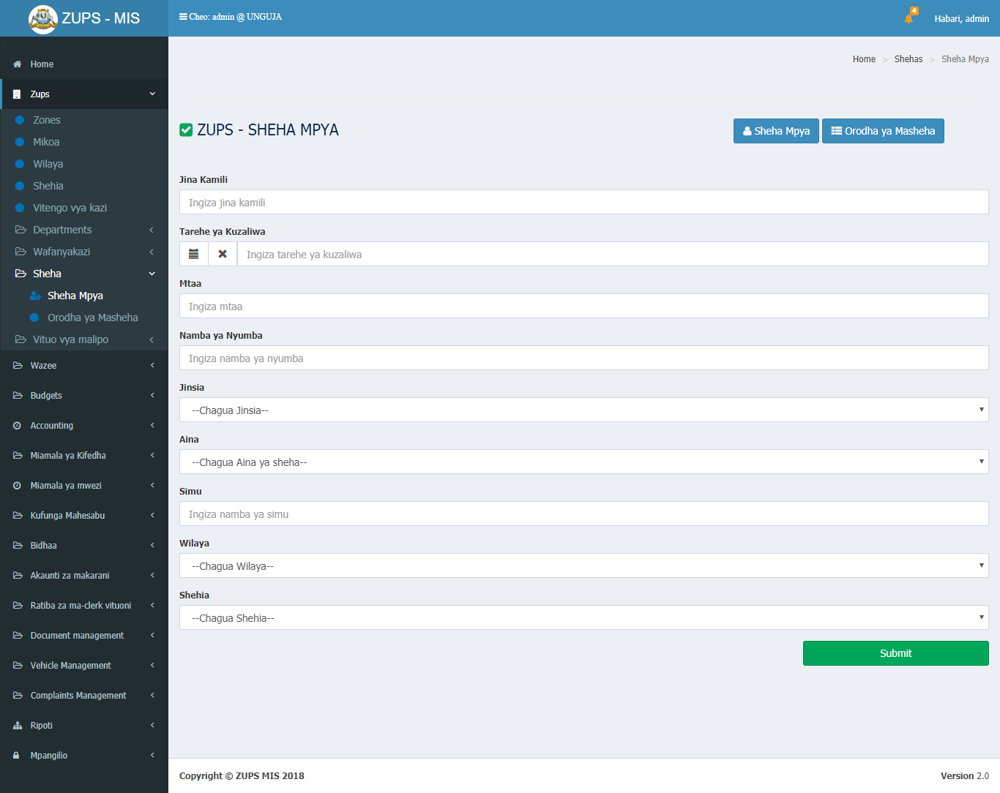 ZUPS - MIS
Cheo: admin @ UNGUJA
4
Habari, admin
Home
Zups
Zones
Mikoa
Wilaya
Shehia
Vitengo vya kazi
Departments
Wafanyakazi
Sheha
Sheha Mpya
Orodha ya Masheha
Vituo vya malipo
Wazee
Budgets
Accounting
Miamala ya Kifedha
Miamala ya mwezi
Kufunga Mahesabu
Bidhaa
Akaunti za makarani
Ratiba za ma-clerk vituoni
Document management
Vehicle Management
Complaints Management
Ripoti
Mpangilio
Home > Shehas > Sheha Mpya
ZUPS - SHEHA MPYA
Sheha Mpya
Orodha ya Masheha
Jina Kamili
Ingiza jina kamili
Tarehe ya Kuzaliwa
Ingiza tarehe ya kuzaliwa
Mtaa
Ingiza mtaa
Namba ya Nyumba
Ingiza namba ya nyumba
Jinsia
--Chagua Jinsia--
Aina
--Chagua Aina ya sheha--
Simu
Ingiza namba ya simu
Wilaya
--Chagua Wilaya--
Shehia
--Chagua Shehia--
Submit
Copyright © ZUPS MIS 2018
Version 2.0